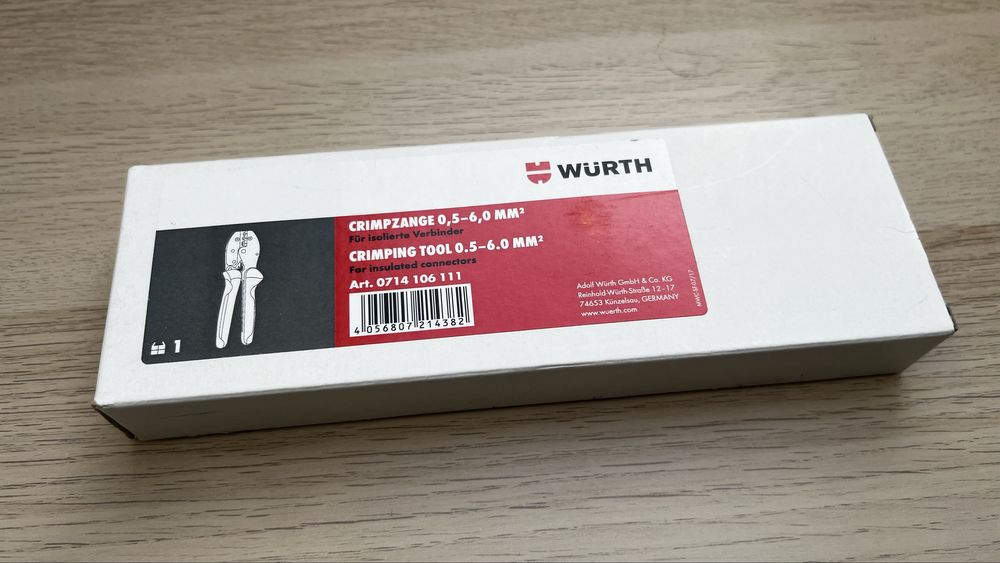 WÜRTH
CRIMPZANGE 0,5–6,0 MM²
Für isolierte Verbinder
CRIMPING TOOL 0.5–6.0 MM²
For insulated connectors
Art. 0714 106 111
4 056807 214382
1
Adolf Würth GmbH & Co. KG
Reinhold-Würth-Straße 12–17
74653 Künzelsau, GERMANY
www.wuerth.com